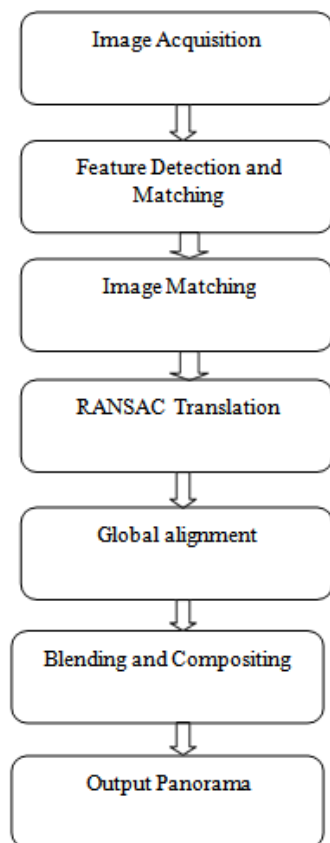 Image Acquisition
Feature Detection and
Matching
Image Matching
RANSAC Translation
Global alignment
Blending and Compositing
Output Panorama